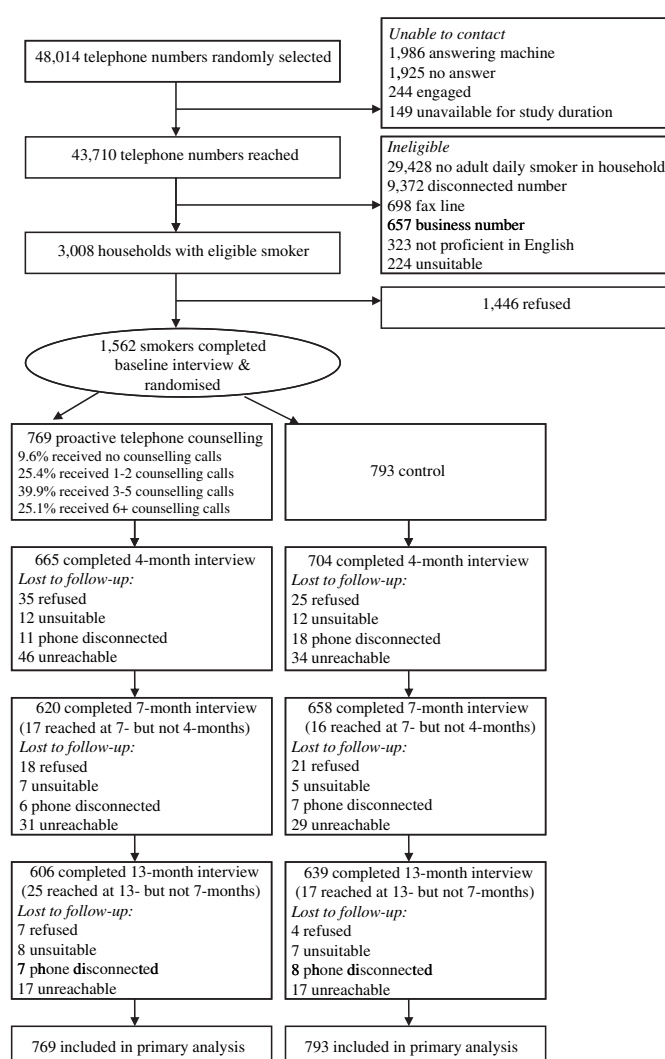 48,014 telephone numbers randomly selected
Unable to contact
1,986 answering machine
1,925 no answer
244 engaged
149 unavailable for study duration
43,710 telephone numbers reached
Ineligible
29,428 no adult daily smoker in household
9,372 disconnected number
698 fax line
657 business number
323 not proficient in English
224 unsuitable
3,008 households with eligible smoker
1,446 refused
1,562 smokers completed
baseline interview &
randomised
769 proactive telephone counselling
9.6% received no counselling calls
25.4% received 1-2 counselling calls
39.9% received 3-5 counselling calls
25.1% received 6+ counselling calls
793 control
665 completed 4-month interview
Lost to follow-up:
35 refused
12 unsuitable
11 phone disconnected
46 unreachable
704 completed 4-month interview
Lost to follow-up:
25 refused
12 unsuitable
18 phone disconnected
34 unreachable
620 completed 7-month interview
(17 reached at 7- but not 4-months)
Lost to follow-up:
18 refused
7 unsuitable
6 phone disconnected
31 unreachable
658 completed 7-month interview
(16 reached at 7- but not 4-months)
Lost to follow-up:
21 refused
5 unsuitable
7 phone disconnected
29 unreachable
606 completed 13-month interview
(25 reached at 13- but not 7-months)
Lost to follow-up:
7 refused
8 unsuitable
7 phone disconnected
17 unreachable
639 completed 13-month interview
(17 reached at 13- but not 7-months)
Lost to follow-up:
4 refused
7 unsuitable
8 phone disconnected
17 unreachable
769 included in primary analysis
793 included in primary analysis